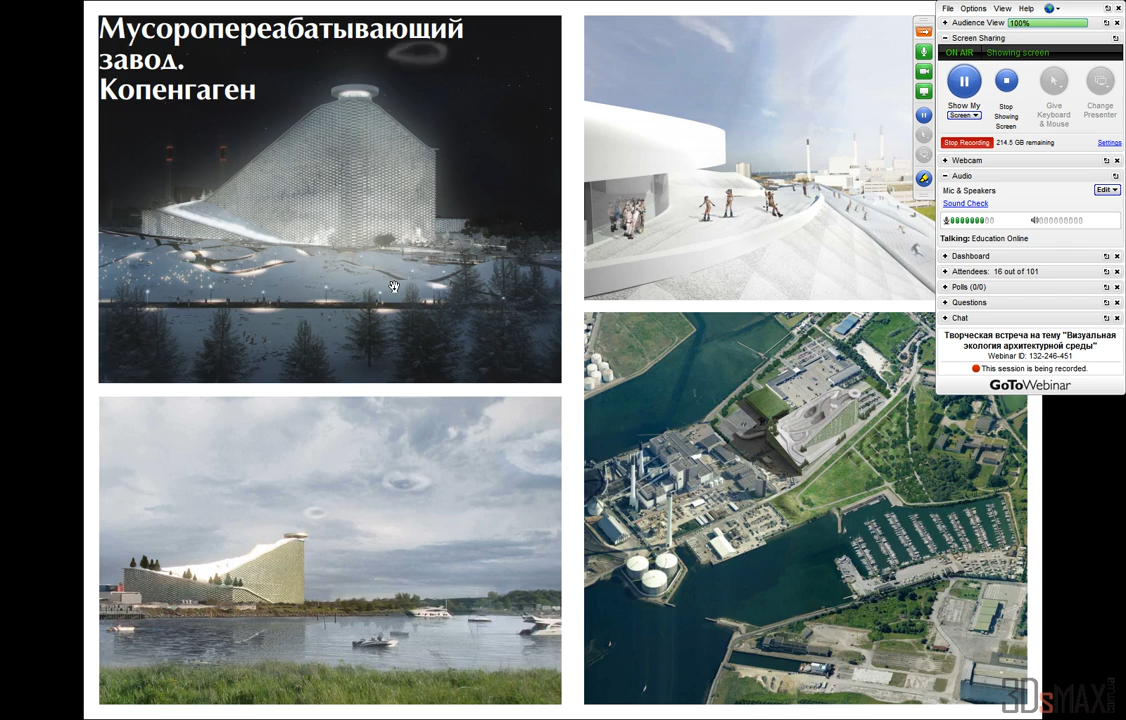 Мусоропереабатывающий
завод.
Копенгаген
File Options View Help
Audience View 100%
Screen Sharing
ON AIR Showing screen
Show My
Screen
Stop
Showing
Screen
Give
Keyboard
& Mouse
Change
Presenter
Stop Recording 214.5 GB remaining Settings
Webcam
Audio
Mic & Speakers Edit
Sound Check
Talking: Education Online
Dashboard
Attendees: 16 out of 101
Polls (0/0)
Questions
Chat
Творческая встреча на тему "Визуальная
экология архитектурной среды"
Webinar ID: 132-246-451
This session is being recorded.
GoToWebinar
3DsMAX.com.ua